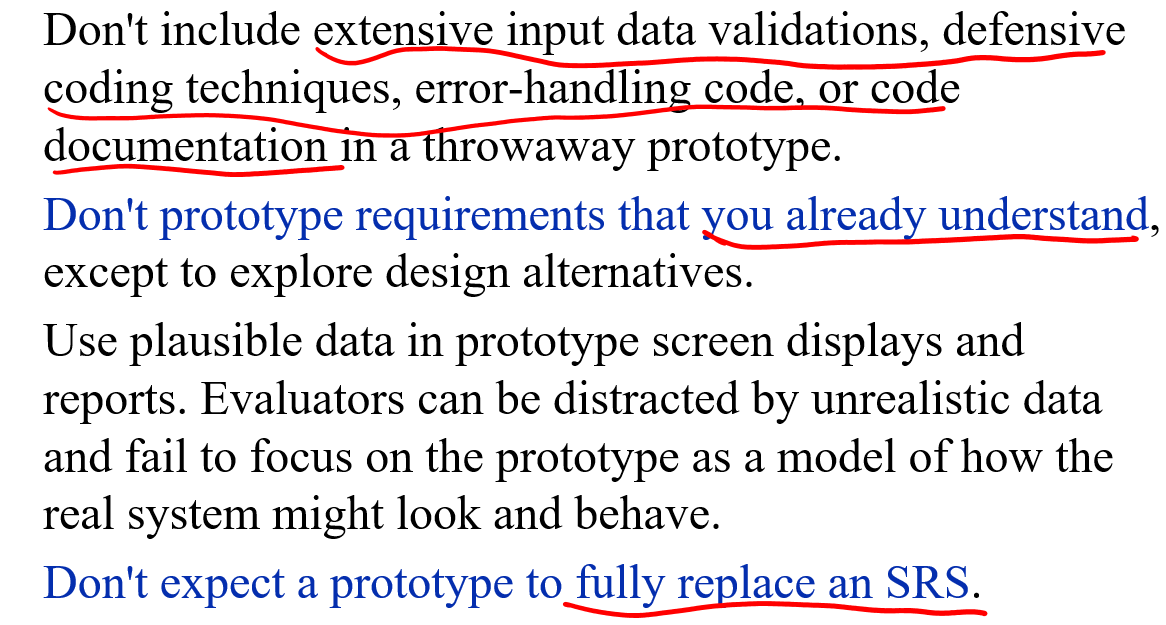 Don't include extensive input data validations, defensive
coding techniques, error-handling code, or code
documentation in a throwaway prototype.
Don't prototype requirements that you already understand,
except to explore design alternatives.
Use plausible data in prototype screen displays and
reports. Evaluators can be distracted by unrealistic data
and fail to focus on the prototype as a model of how the
real system might look and behave.
Don't expect a prototype to fully replace an SRS.